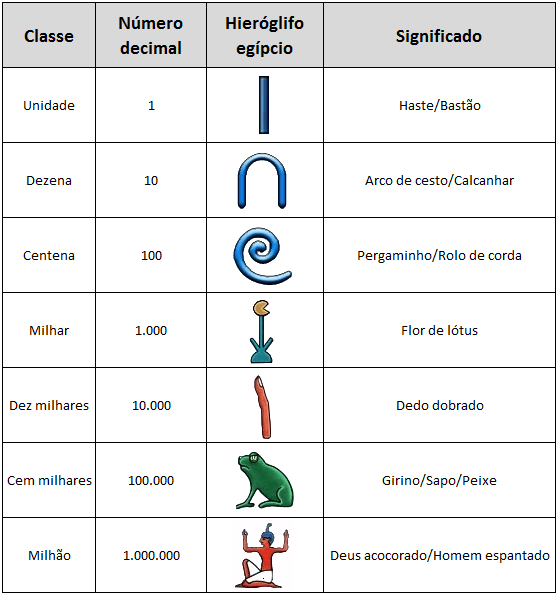 Classe Número decimal Hieróglifo egípcio Significado
Unidade 1 Haste/Bastão
Dezena 10 Arco de cesto/Calcanhar
Centena 100 Pergaminho/Rolo de corda
Milhar 1.000 Flor de lótus
Dez milhares 10.000 Dedo dobrado
Cem milhares 100.000 Girino/Sapo/Peixe
Milhão 1.000.000 Deus acocorado/Homem espantado